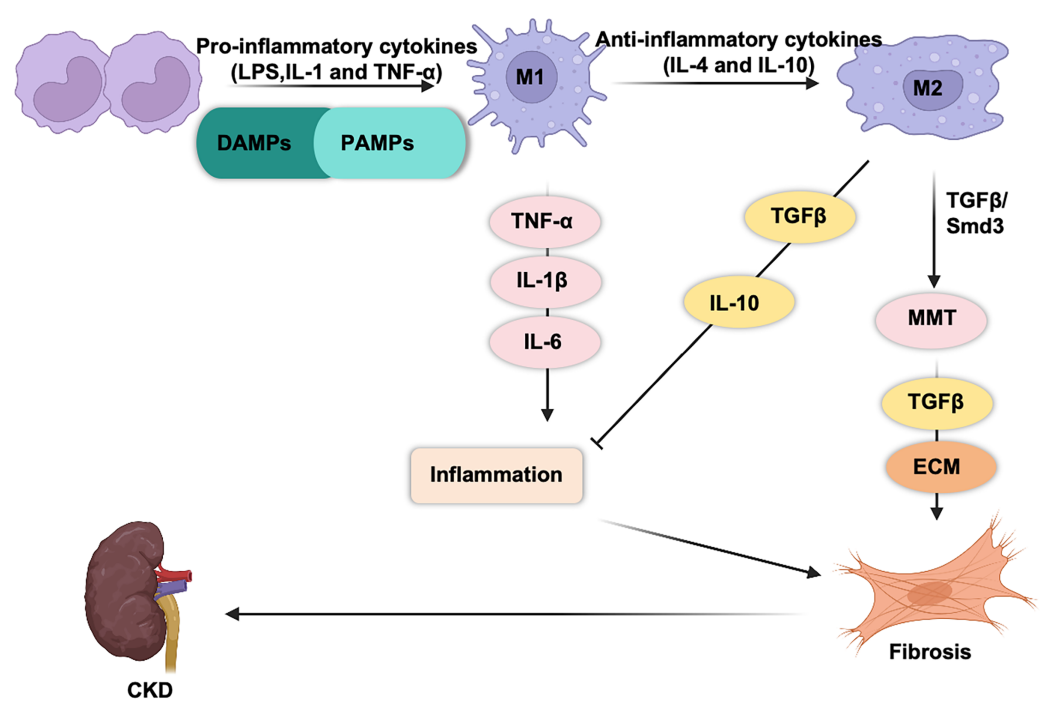 Pro-inflammatory cytokines
(LPS,IL-1 and TNF-α)
Anti-inflammatory cytokines
(IL-4 and IL-10)
M1
M2
DAMPs
PAMPs
TNF-α
IL-1β
IL-6
TGFβ
IL-10
TGFβ/
Smd3
MMT
TGFβ
ECM
Inflammation
Fibrosis
CKD